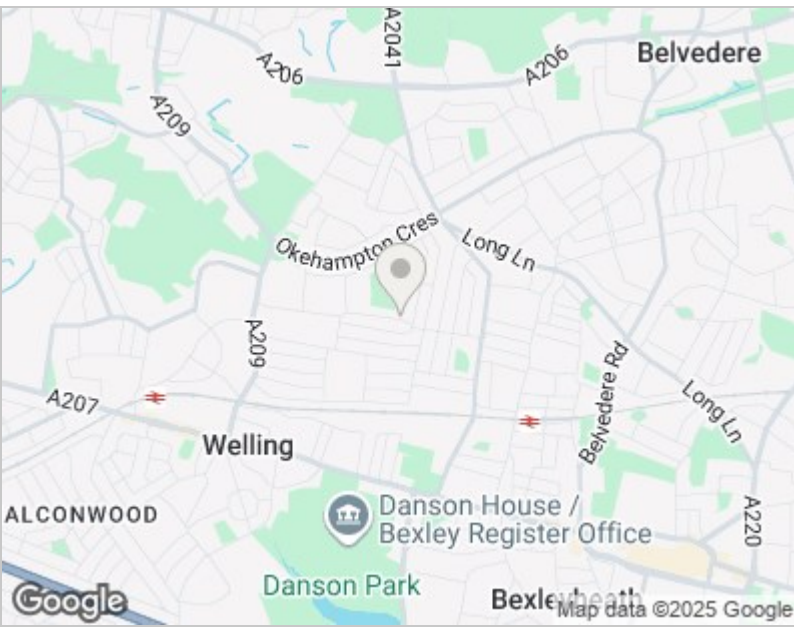 A2041
Belvedere
A206
A206
A209
Okehampton Cres
Long Ln
A209
Belvedere Rd
A207
Long Ln
Welling
ALCONWOOD
Danson House /
Bexley Register Office
A220
Danson Park
Google
Map data ©2025 Google